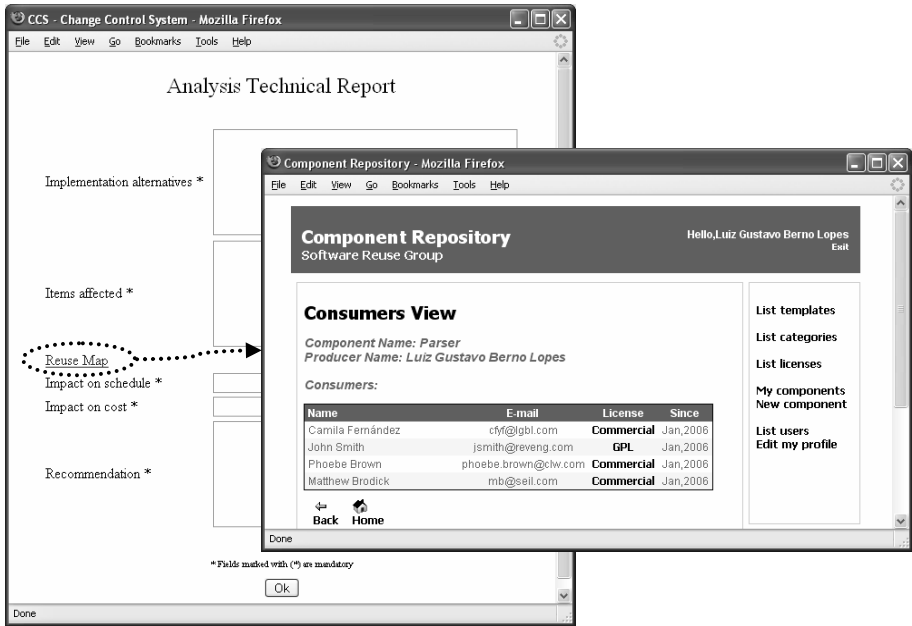 CCS - Change Control System - Mozilla Firefox
File Edit View Go Bookmarks Tools Help
Analysis Technical Report
Implementation alternatives *
Items affected *
Reuse Map
Impact on schedule *
Impact on cost *
Recommendation *
* Fields marked with (*) are mandatory
Ok
Done
Component Repository - Mozilla Firefox
File Edit View Go Bookmarks Tools Help
Component Repository
Software Reuse Group
Hello,Luiz Gustavo Berno Lopes
Exit
Consumers View
Component Name: Parser
Producer Name: Luiz Gustavo Berno Lopes
Consumers:
Name E-mail License Since
Camila Fernández cfyf@lgbl.com Commercial Jan,2006
John Smith jsmith@reveng.com GPL Jan,2006
Phoebe Brown phoebe.brown@clw.com Commercial Jan,2006
Matthew Brodick mb@seil.com Commercial Jan,2006
Back Home
List templates
List categories
List licenses
My components
New component
List users
Edit my profile
Done